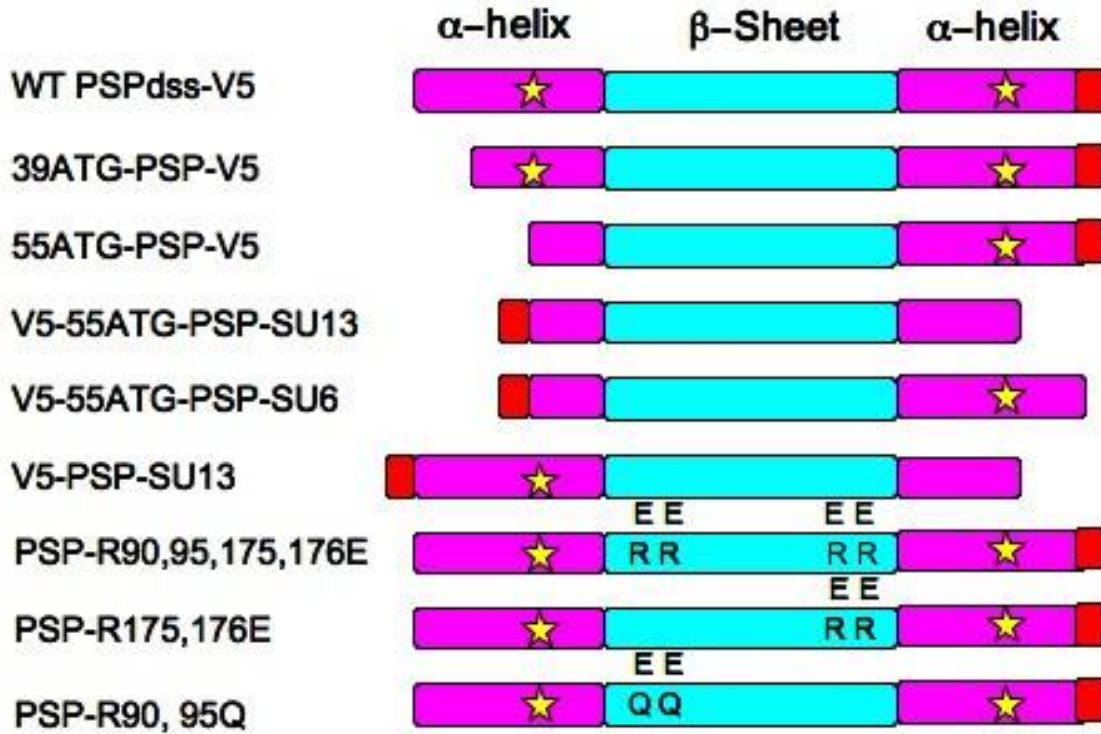 α-helix β-Sheet α-helix
WT PSPdss-V5
39ATG-PSP-V5
55ATG-PSP-V5
V5-55ATG-PSP-SU13
V5-55ATG-PSP-SU6
V5-PSP-SU13
E E E E
PSP-R90,95,175,176E R R R R
E E
PSP-R175,176E R R
E E
PSP-R90, 95Q Q Q